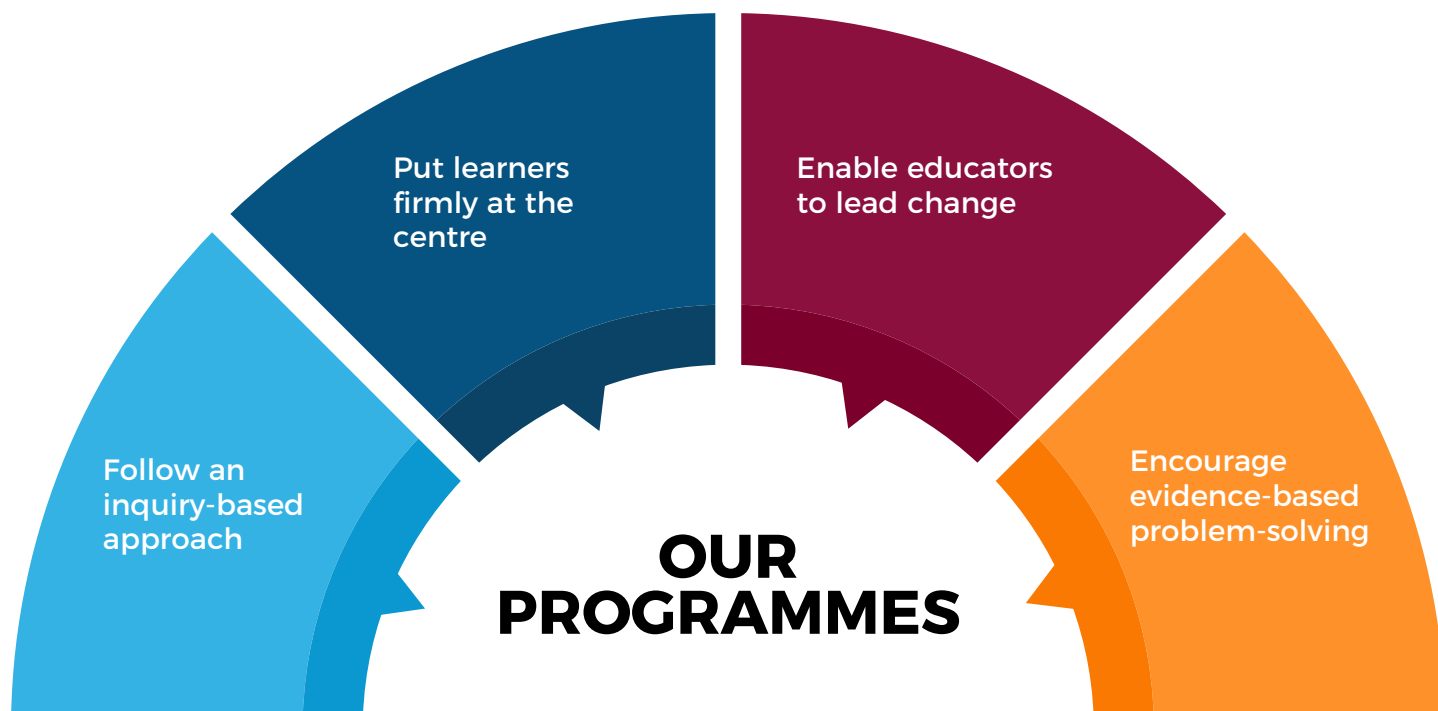 Put learners
firmly at the
centre
Enable educators
to lead change
Follow an
inquiry-based
approach
Encourage
evidence-based
problem-solving
OUR
PROGRAMMES